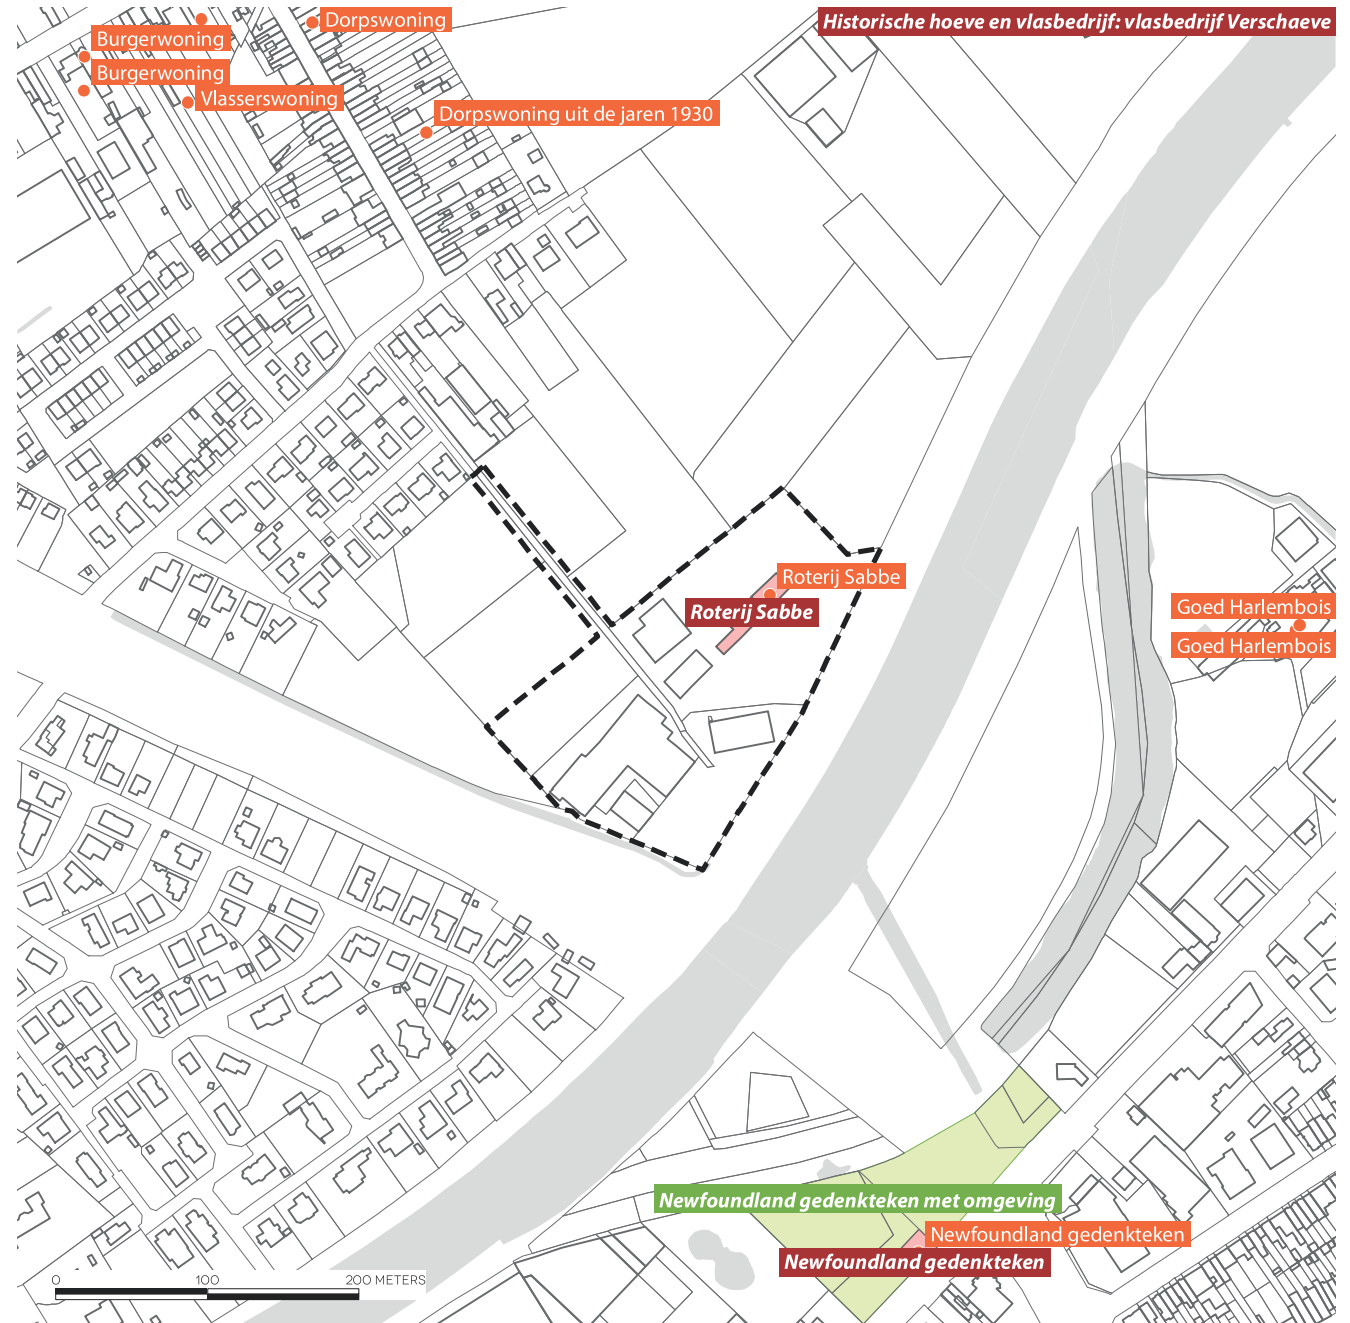 Historische hoeve en vlasbedrijf: vlasbedrijf Verschaeve
Dorpswoning
Burgerwoning
Burgerwoning
Vlasserswoning
Dorpswoning uit de jaren 1930
Roterij Sabbe
Roterij Sabbe
Goed Harlembois
Goed Harlembois
Newfoundland gedenkteken met omgeving
Newfoundland gedenkteken
Newfoundland gedenkteken
0 100 200 METERS